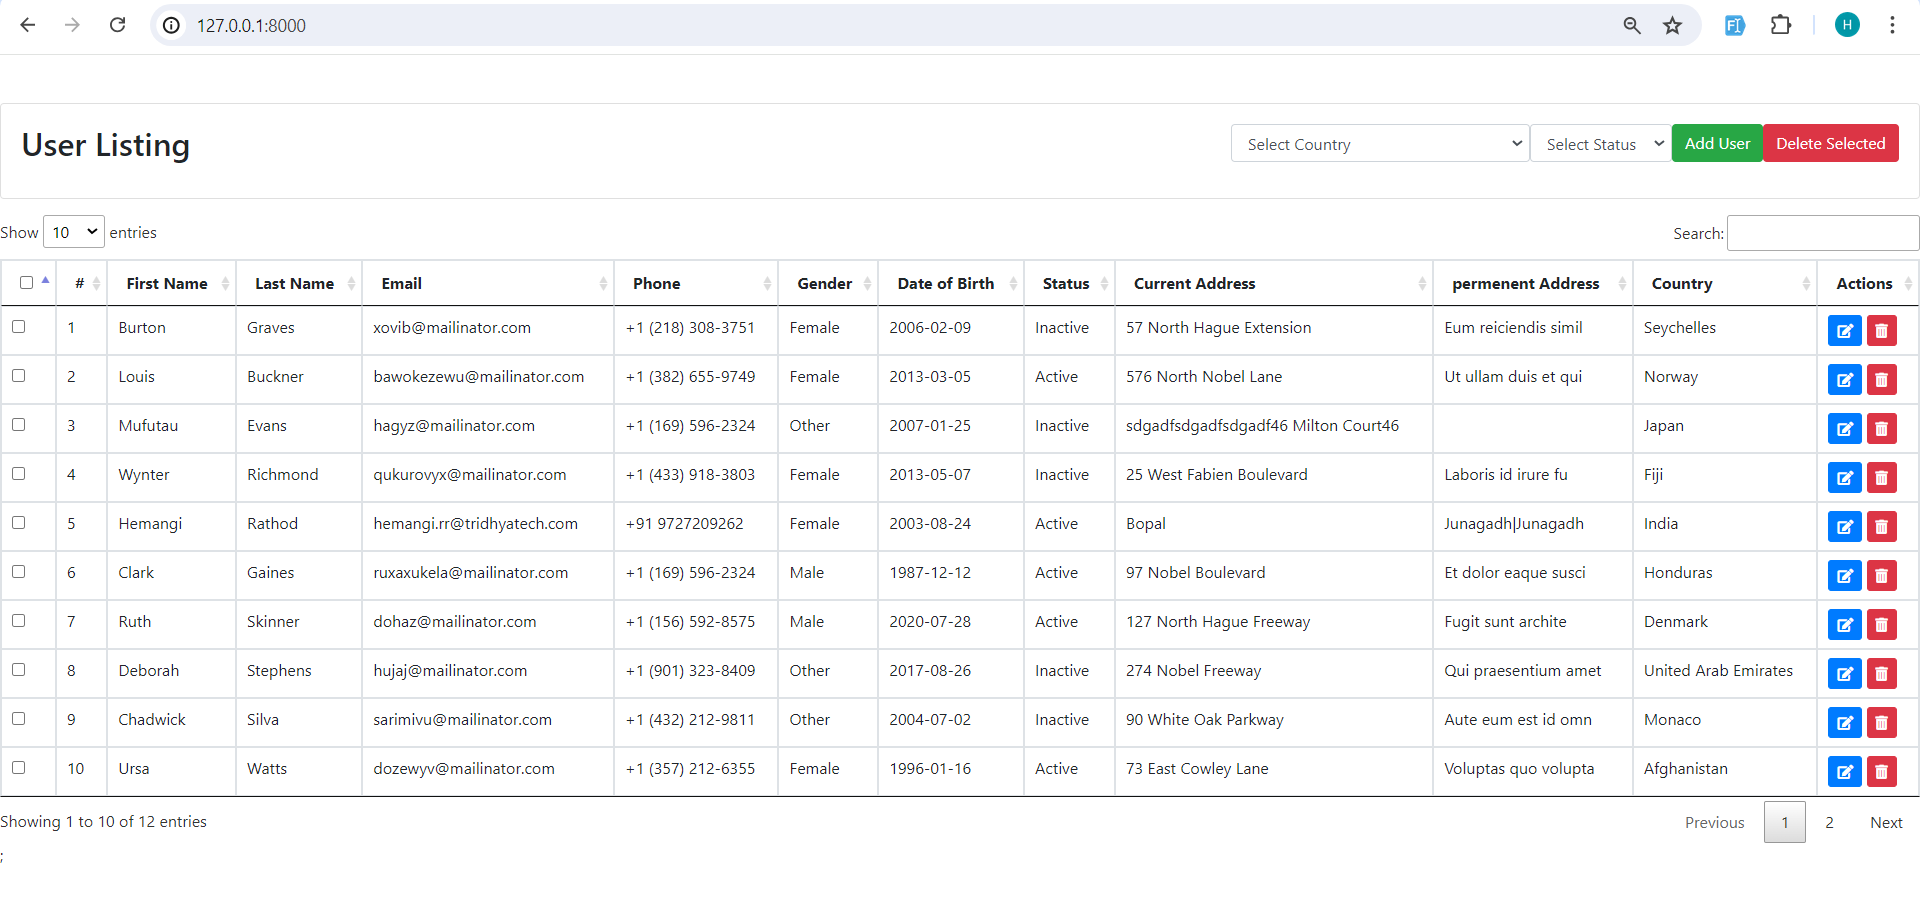 127.0.0.1:8000
H
User Listing
Select Country Select Status Add User Delete Selected
Show 10 entries Search:
# First Name Last Name Email Phone Gender Date of Birth Status Current Address permenent Address Country Actions
1 Burton Graves xovib@mailinator.com +1 (218) 308-3751 Female 2006-02-09 Inactive 57 North Hague Extension Eum reiciendis simil Seychelles
2 Louis Buckner bawokezewu@mailinator.com +1 (382) 655-9749 Female 2013-03-05 Active 576 North Nobel Lane Ut ullam duis et qui Norway
3 Mufutau Evans hagyz@mailinator.com +1 (169) 596-2324 Other 2007-01-25 Inactive sdgadfsdgadfsdgadf46 Milton Court46 Japan
4 Wynter Richmond qukurovyx@mailinator.com +1 (433) 918-3803 Female 2013-05-07 Inactive 25 West Fabien Boulevard Laboris id irure fu Fiji
5 Hemangi Rathod hemangi.rr@tridhyatech.com +91 9727209262 Female 2003-08-24 Active Bopal Junagadh|Junagadh India
6 Clark Gaines ruxaxukela@mailinator.com +1 (169) 596-2324 Male 1987-12-12 Active 97 Nobel Boulevard Et dolor eaque susci Honduras
7 Ruth Skinner dohaz@mailinator.com +1 (156) 592-8575 Male 2020-07-28 Active 127 North Hague Freeway Fugit sunt archite Denmark
8 Deborah Stephens hujaj@mailinator.com +1 (901) 323-8409 Other 2017-08-26 Inactive 274 Nobel Freeway Qui praesentium amet United Arab Emirates
9 Chadwick Silva sarimivu@mailinator.com +1 (432) 212-9811 Other 2004-07-02 Inactive 90 White Oak Parkway Aute eum est id omn Monaco
10 Ursa Watts dozewyv@mailinator.com +1 (357) 212-6355 Female 1996-01-16 Active 73 East Cowley Lane Voluptas quo volupta Afghanistan
Showing 1 to 10 of 12 entries Previous 1 2 Next
;